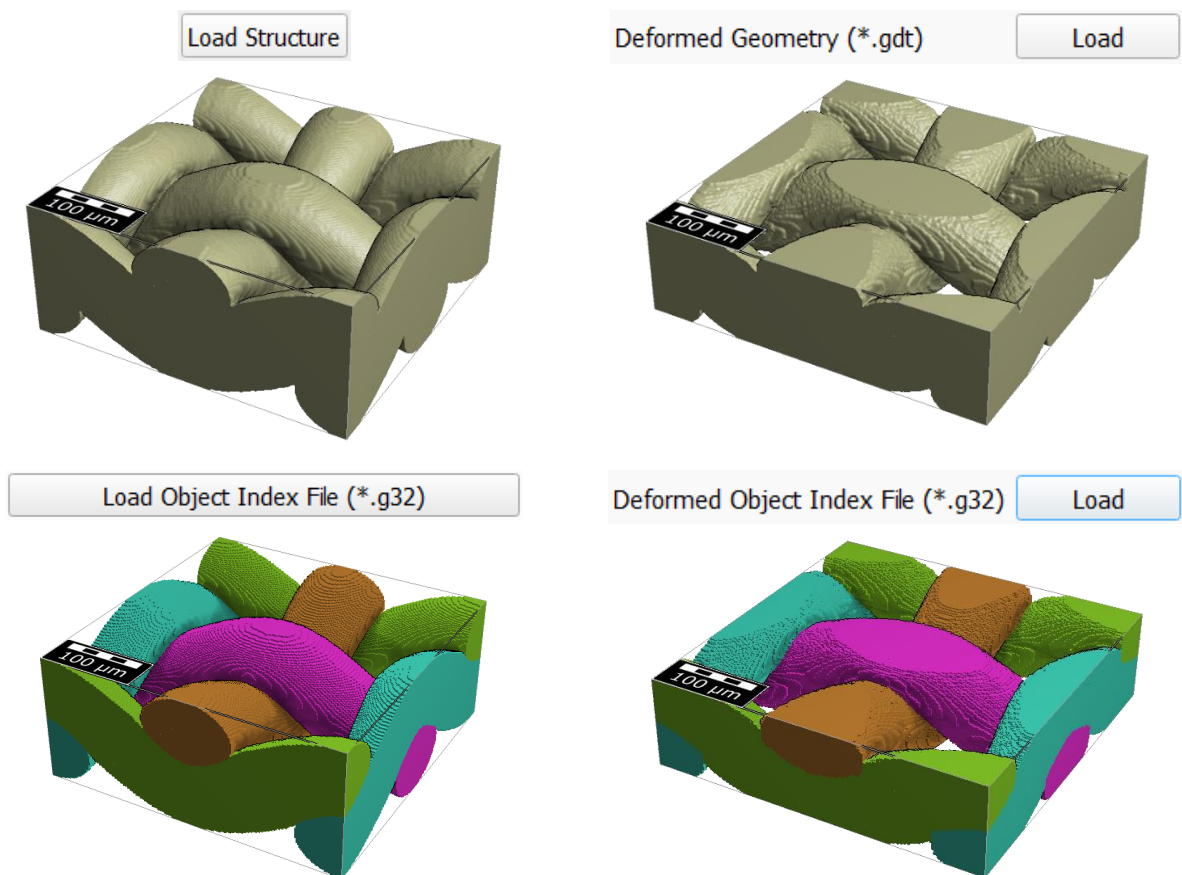 Load Structure
Deformed Geometry (*.gdt) Load
100 µm
100 µm
Load Object Index File (*.g32)
Deformed Object Index File (*.g32) Load
100 µm
100 µm